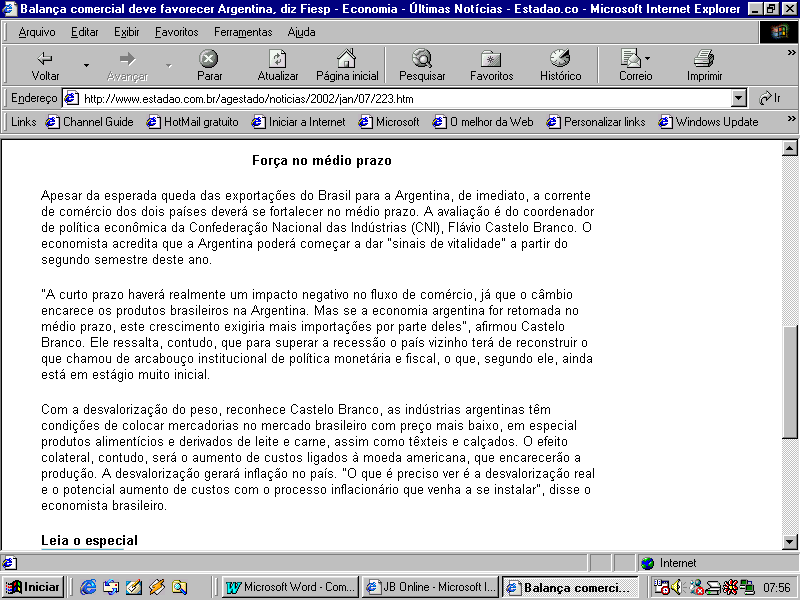 Balança comercial deve favorecer Argentina, diz Fiesp - Economia - Últimas Notícias - Estadao.co - Microsoft Internet Explorer
Arquivo Editar Exibir Favoritos Ferramentas Ajuda
Voltar Avançar Parar Atualizar Página inicial Pesquisar Favoritos Histórico Correio Imprimir
Endereço http://www.estadao.com.br/agestado/noticias/2002/jan/07/223.htm Ir
Links Channel Guide HotMail gratuito Iniciar a Internet Microsoft O melhor da Web Personalizar links Windows Update
Força no médio prazo
Apesar da esperada queda das exportações do Brasil para a Argentina, de imediato, a corrente
de comércio dos dois países deverá se fortalecer no médio prazo. A avaliação é do coordenador
de política econômica da Confederação Nacional das Indústrias (CNI), Flávio Castelo Branco. O
economista acredita que a Argentina poderá começar a dar "sinais de vitalidade" a partir do
segundo semestre deste ano.
"A curto prazo haverá realmente um impacto negativo no fluxo de comércio, já que o câmbio
encarece os produtos brasileiros na Argentina. Mas se a economia argentina for retomada no
médio prazo, este crescimento exigiria mais importações por parte deles", afirmou Castelo
Branco. Ele ressalta, contudo, que para superar a recessão o país vizinho terá de reconstruir o
que chamou de arcabouço institucional de política monetária e fiscal, o que, segundo ele, ainda
está em estágio muito inicial.
Com a desvalorização do peso, reconhece Castelo Branco, as indústrias argentinas têm
condições de colocar mercadorias no mercado brasileiro com preço mais baixo, em especial
produtos alimentícios e derivados de leite e carne, assim como têxteis e calçados. O efeito
colateral, contudo, será o aumento de custos ligados à moeda americana, que encarecerão a
produção. A desvalorização gerará inflação no país. "O que é preciso ver é a desvalorização real
e o potencial aumento de custos com o processo inflacionário que venha a se instalar", disse o
economista brasileiro.
Leia o especial
Internet
Iniciar Microsoft Word - Com... JB Online - Microsoft I... Balança comerci... 07:56